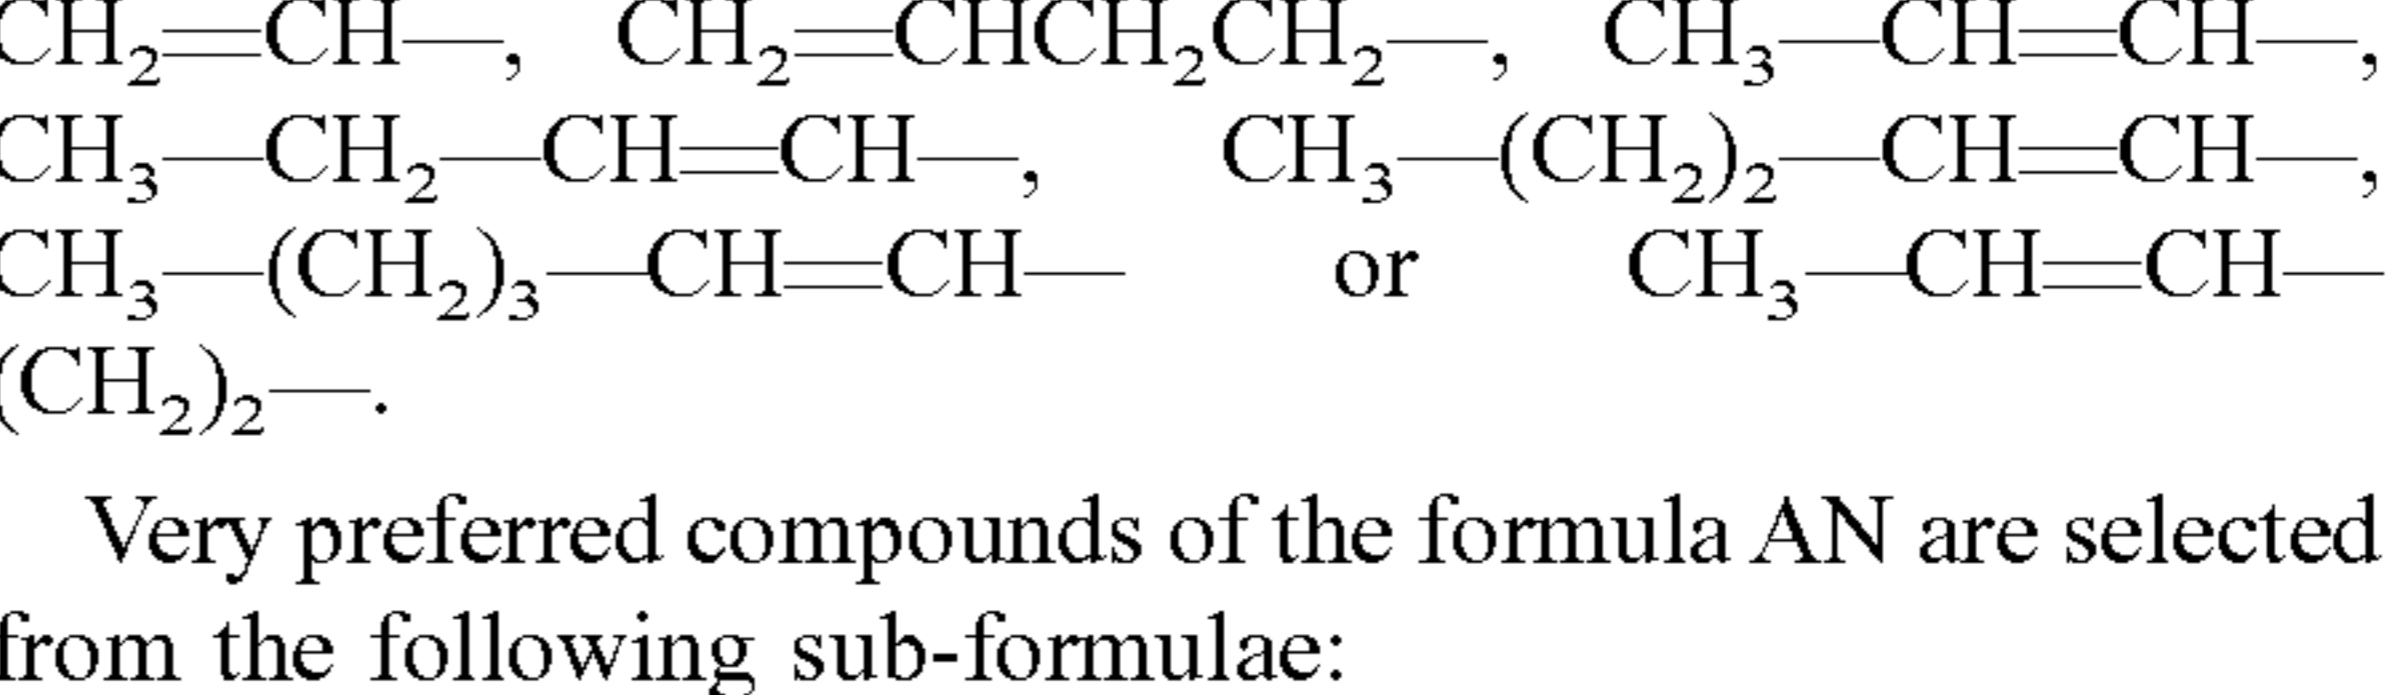 CH₂=CH—, CH₂=CHCH₂CH₂—, CH₃—CH=CH—,
CH₃—CH₂—CH=CH—, CH₃—(CH₂)₂—CH=CH—,
CH₃—(CH₂)₃—CH=CH— or CH₃—CH=CH—
(CH₂)₂—.
Very preferred compounds of the formula AN are selected
from the following sub-formulae: